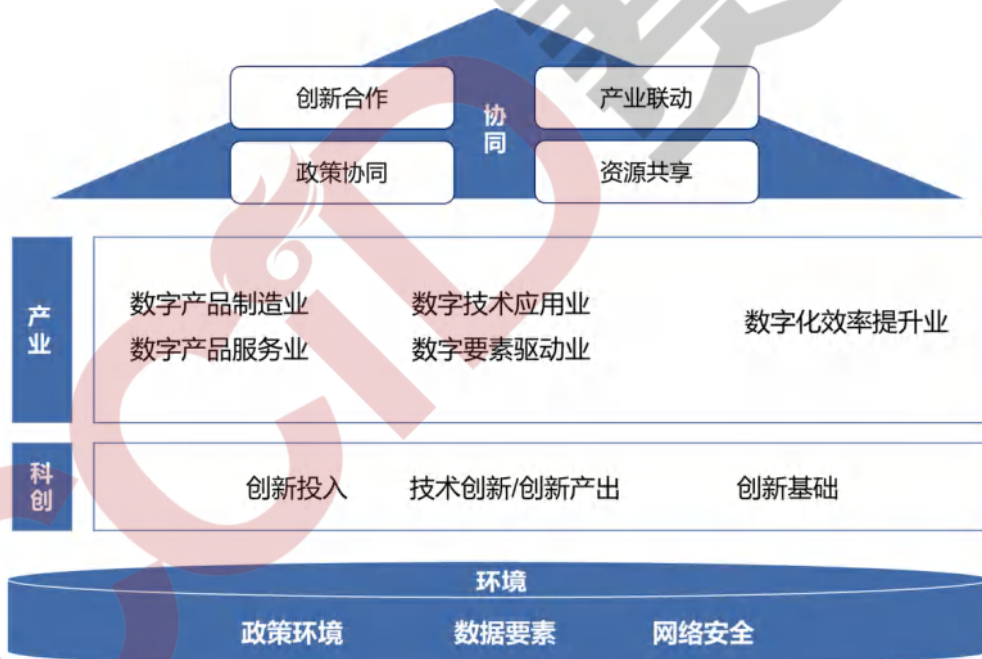 创新合作
产业联动
协同
政策协同
资源共享
产业
数字产品制造业
数字技术应用业
数字化效率提升业
数字产品服务业
数字要素驱动业
科创
创新投入
技术创新/创新产出
创新基础
环境
政策环境
数据要素
网络安全